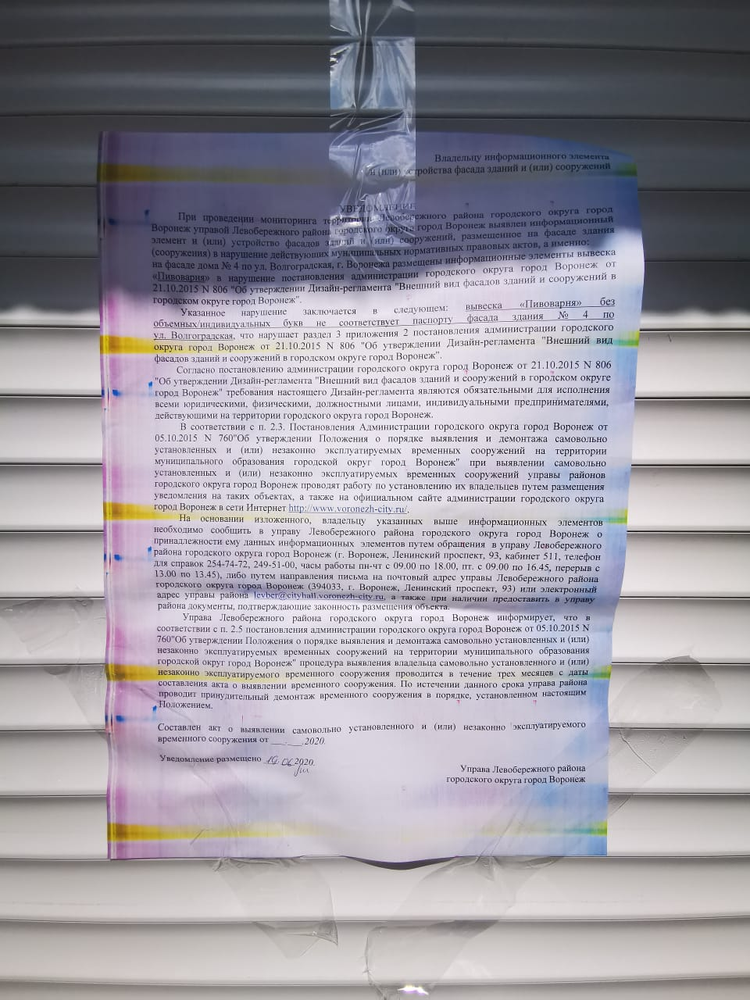 Владельцу информационного элемента
и (или) устройства фасада зданий и (или) сооружений
УВЕДОМЛЕНИЕ
При проведении мониторинга территории Левобережного района городского округа город
Воронеж управой Левобережного района городского округа город Воронеж выявлен информационный
элемент и (или) устройство фасадов зданий и (или) сооружений, размещенное на фасаде здания
(сооружения) в нарушение действующих муниципальных нормативных правовых актов, а именно:
на фасаде дома № 4 по ул. Волгоградская, г. Воронежа размещены информационные элементы вывеска
«Пивоварня» в нарушение постановления администрации городского округа город Воронеж от
21.10.2015 N 806 "Об утверждении Дизайн-регламента "Внешний вид фасадов зданий и сооружений в
городском округе город Воронеж".
Указанное нарушение заключается в следующем: вывеска «Пивоварня» без
объемных/индивидуальных букв не соответствует паспорту фасада здания № 4 по
ул. Волгоградская, что нарушает раздел 3 приложения 2 постановления администрации городского
округа город Воронеж от 21.10.2015 N 806 "Об утверждении Дизайн-регламента "Внешний вид
фасадов зданий и сооружений в городском округе город Воронеж".
Согласно постановлению администрации городского округа город Воронеж от 21.10.2015 N 806
"Об утверждении Дизайн-регламента "Внешний вид фасадов зданий и сооружений в городском округе
город Воронеж" требования настоящего Дизайн-регламента являются обязательными для исполнения
всеми юридическими, физическими, должностными лицами, индивидуальными предпринимателями,
действующими на территории городского округа город Воронеж.
В соответствии с п. 2.3. Постановления Администрации городского округа город Воронеж от
05.10.2015 N 760"Об утверждении Положения о порядке выявления и демонтажа самовольно
установленных и (или) незаконно эксплуатируемых временных сооружений на территории
муниципального образования городской округ город Воронеж" при выявлении самовольно
установленных и (или) незаконно эксплуатируемых временных сооружений управы районов
городского округа город Воронеж проводят работу по установлению их владельцев путем размещения
уведомления на таких объектах, а также на официальном сайте администрации городского округа
город Воронеж в сети Интернет http://www.voronezh-city.ru/.
На основании изложенного, владельцу указанных выше информационных элементов
необходимо сообщить в управу Левобережного района городского округа город Воронеж о
принадлежности ему данных информационных элементов путем обращения в управу Левобережного
района городского округа город Воронеж (г. Воронеж, Ленинский проспект, 93, кабинет 511, телефон
для справок 254-74-72, 249-51-00, часы работы пн-чт с 09.00 по 18.00, пт. с 09.00 по 16.45, перерыв с
13.00 по 13.45), либо путем направления письма на почтовый адрес управы Левобережного района
городского округа город Воронеж (394033, г. Воронеж, Ленинский проспект, 93) или электронный
адрес управы района levber@cityhall.voronezh-city.ru, а также при наличии предоставить в управу
района документы, подтверждающие законность размещения объекта.
Управа Левобережного района городского округа город Воронеж информирует, что в
соответствии с п. 2.5 постановления администрации городского округа город Воронеж от 05.10.2015 N
760"Об утверждении Положения о порядке выявления и демонтажа самовольно установленных и (или)
незаконно эксплуатируемых временных сооружений на территории муниципального образования
городской округ город Воронеж" процедура выявления владельца самовольно установленного и (или)
незаконно эксплуатируемого временного сооружения проводится в течение трех месяцев с даты
составления акта о выявлении временного сооружения. По истечении данного срока управа района
проводит принудительный демонтаж временного сооружения в порядке, установленном настоящим
Положением.
Составлен акт о выявлении самовольно установленного и (или) незаконно эксплуатируемого
временного сооружения от ___.___.2020.
Уведомление размещено 19.06.2020.
Управа Левобережного района
городского округа город Воронеж